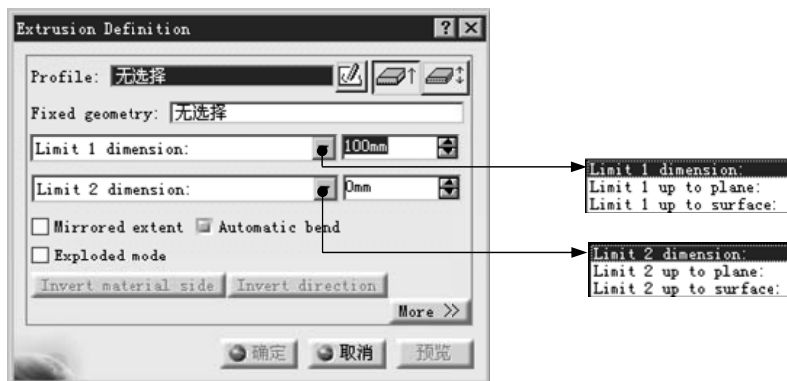 Extrusion Definition
Profile: 无选择
Fixed geometry: 无选择
Limit 1 dimension: 100mm
Limit 2 dimension: 0mm
Mirrored extent Automatic bend
Exploded mode
Invert material side Invert direction
More >>
确定 取消 预览
Limit 1 dimension:
Limit 1 up to plane:
Limit 1 up to surface:
Limit 2 dimension:
Limit 2 up to plane:
Limit 2 up to surface: